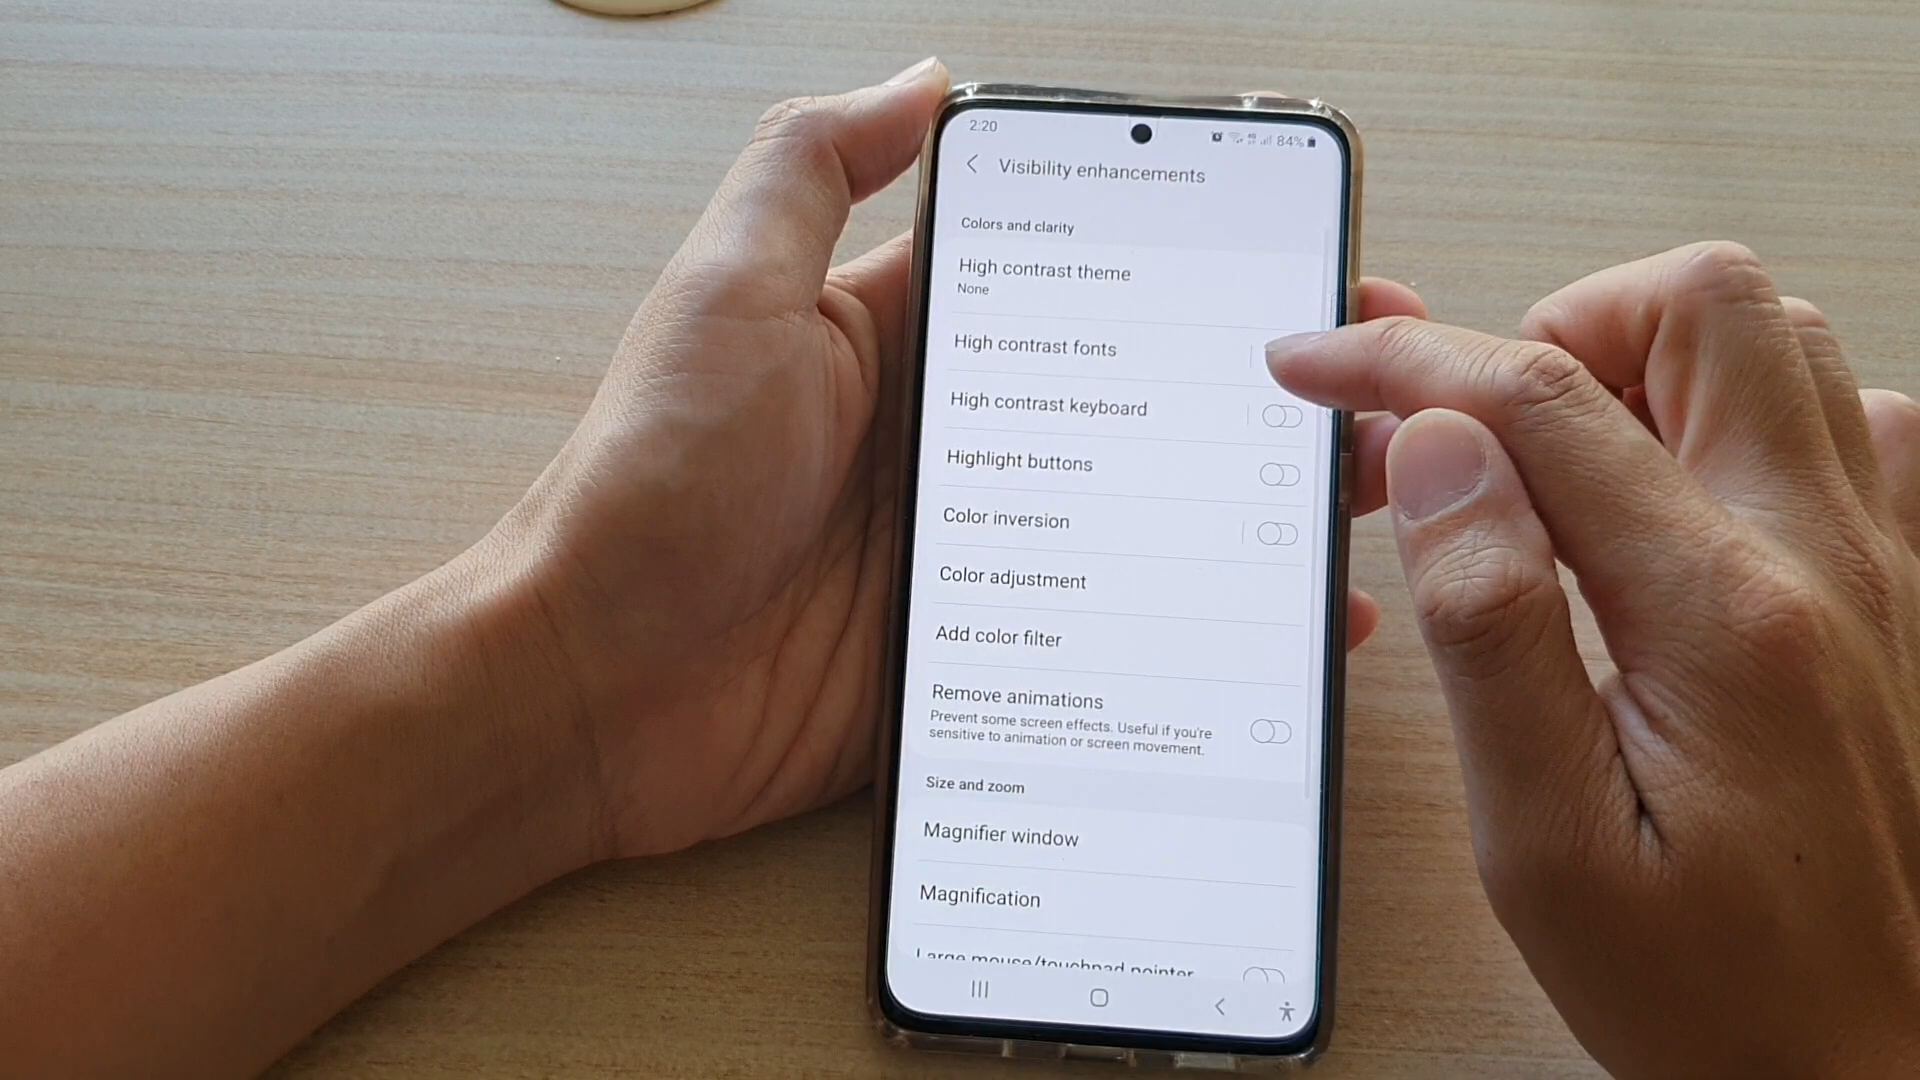 2:20
84%
Visibility enhancements
Colors and clarity
High contrast theme
None
High contrast fonts
High contrast keyboard
Highlight buttons
Color inversion
Color adjustment
Add color filter
Remove animations
Prevent some screen effects. Useful if you're
sensitive to animation or screen movement.
Size and zoom
Magnifier window
Magnification
Large mouse/touchpad pointer